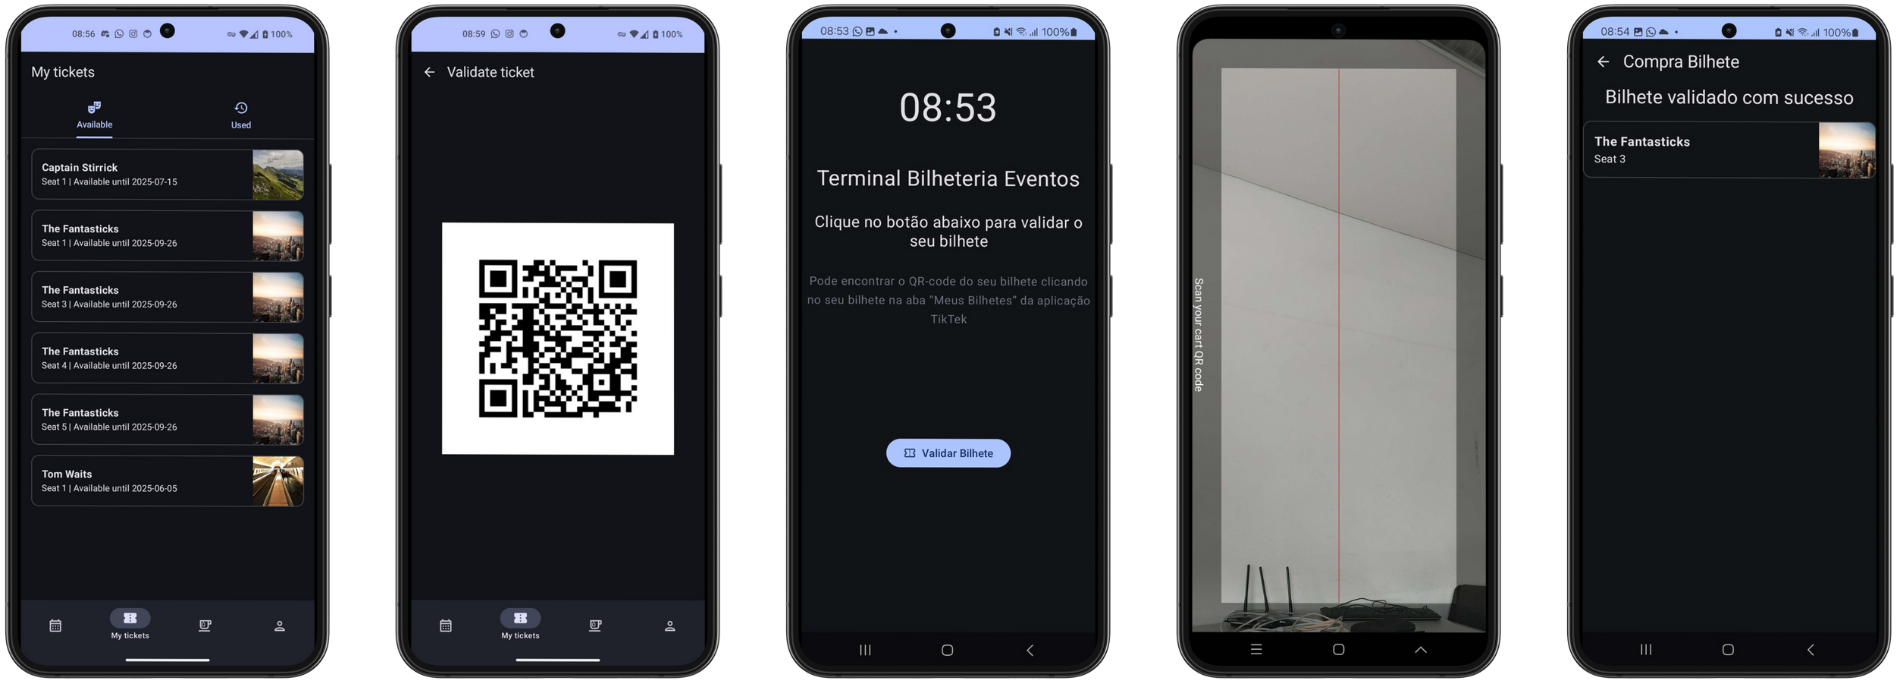 08:56
100%
My tickets
Available
Used
Captain Stirrick
Seat 1 | Available until 2025-07-15
The Fantasticks
Seat 1 | Available until 2025-09-26
The Fantasticks
Seat 3 | Available until 2025-09-26
The Fantasticks
Seat 4 | Available until 2025-09-26
The Fantasticks
Seat 5 | Available until 2025-09-26
Tom Waits
Seat 1 | Available until 2025-06-05
My tickets
08:59
100%
Validate ticket
My tickets
08:53
100%
08:53
Terminal Bilheteria Eventos
Clique no botão abaixo para validar o
seu bilhete
Pode encontrar o QR-code do seu bilhete clicando
no seu bilhete na aba "Meus Bilhetes" da aplicação
TikTek
Validar Bilhete
Scan your cart QR code
08:54
100%
Compra Bilhete
Bilhete validado com sucesso
The Fantasticks
Seat 3